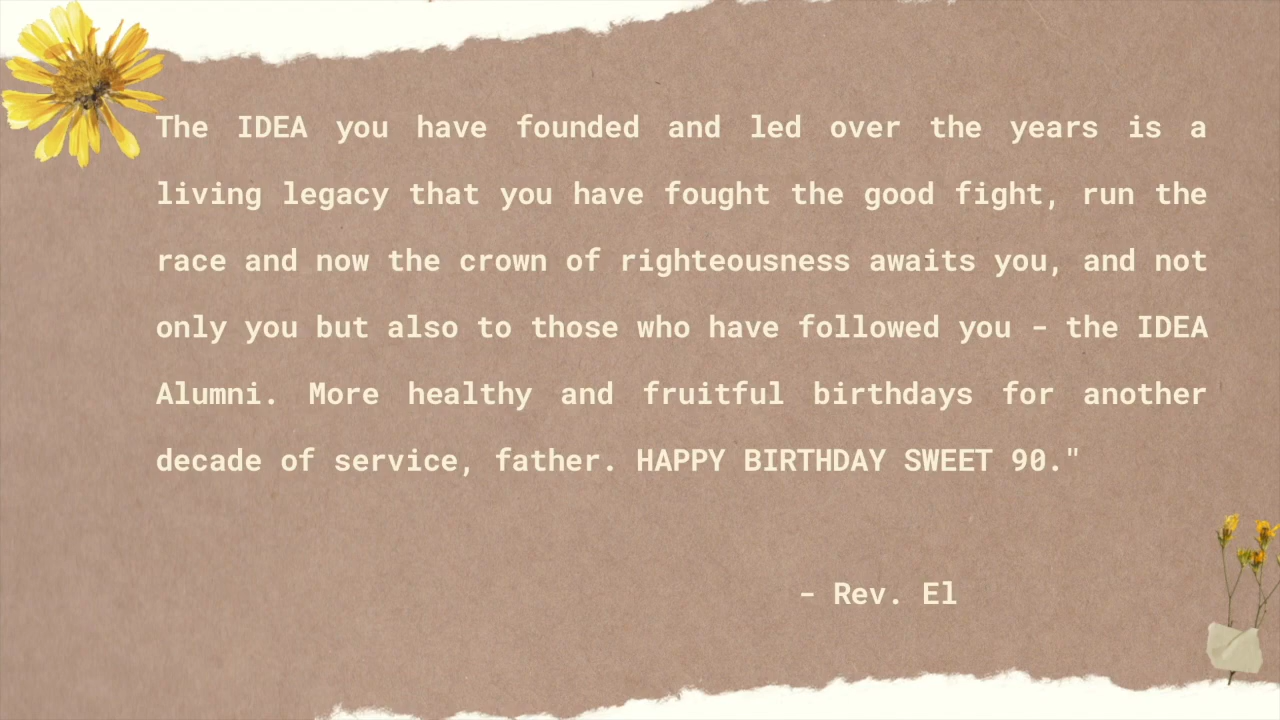 The IDEA you have founded and led over the years is a
living legacy that you have fought the good fight, run the
race and now the crown of righteousness awaits you, and not
only you but also to those who have followed you - the IDEA
Alumni. More healthy and fruitful birthdays for another
decade of service, father. HAPPY BIRTHDAY SWEET 90."
- Rev. El